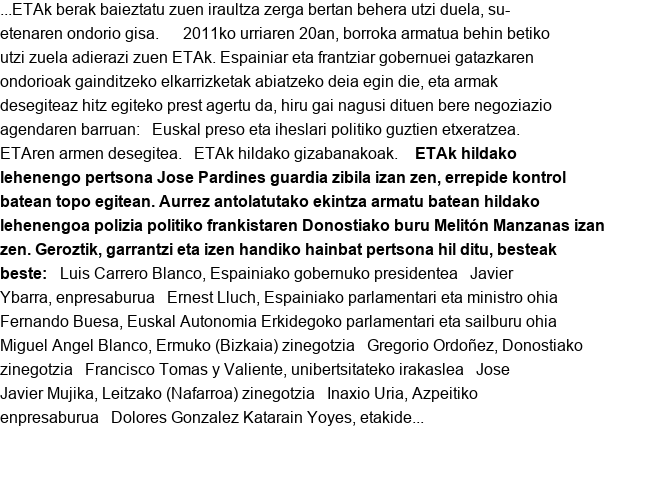 ...ETAk berak baieztatu zuen iraultza zerga bertan behera utzi duela, su-
etenaren ondorio gisa. 2011ko urriaren 20an, borroka armatua behin betiko
utzi zuela adierazi zuen ETAk. Espainiar eta frantziar gobernuei gatazkaren
ondorioak gainditzeko elkarrizketak abiatzeko deia egin die, eta armak
desegiteaz hitz egiteko prest agertu da, hiru gai nagusi dituen bere negoziazio
agendaren barruan: Euskal preso eta iheslari politiko guztien etxeratzea.
ETAren armen desegitea. ETAk hildako gizabanakoak. ETAk hildako
lehenengo pertsona Jose Pardines guardia zibila izan zen, errepide kontrol
batean topo egitean. Aurrez antolatutako ekintza armatu batean hildako
lehenengoa polizia politiko frankistaren Donostiako buru Melitón Manzanas izan
zen. Geroztik, garrantzi eta izen handiko hainbat pertsona hil ditu, besteak
beste: Luis Carrero Blanco, Espainiako gobernuko presidentea Javier
Ybarra, enpresaburua Ernest Lluch, Espainiako parlamentari eta ministro ohia
Fernando Buesa, Euskal Autonomia Erkidegoko parlamentari eta sailburu ohia
Miguel Angel Blanco, Ermuko (Bizkaia) zinegotzia Gregorio Ordoñez, Donostiako
zinegotzia Francisco Tomas y Valiente, unibertsitateko irakaslea Jose
Javier Mujika, Leitzako (Nafarroa) zinegotzia Inaxio Uria, Azpeitiko
enpresaburua Dolores Gonzalez Katarain Yoyes, etakide...